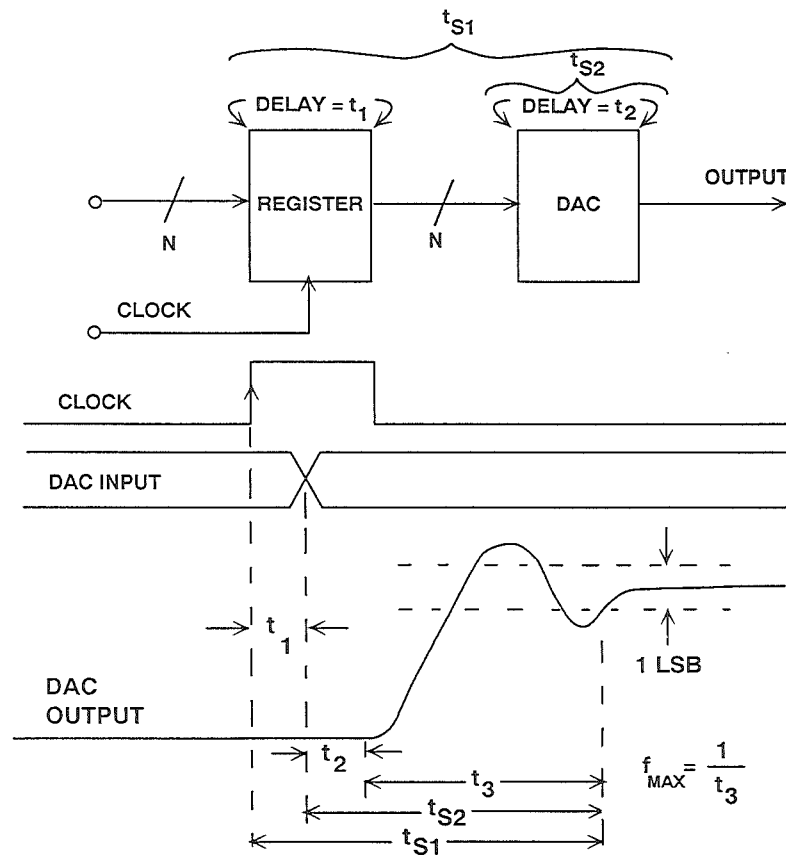 tS1
tS2
DELAY = t1
DELAY = t2
REGISTER
DAC
OUTPUT
N
N
CLOCK
CLOCK
DAC INPUT
t1
1 LSB
DAC
OUTPUT
t2
t3
fMAX = 1/t3
tS2
tS1